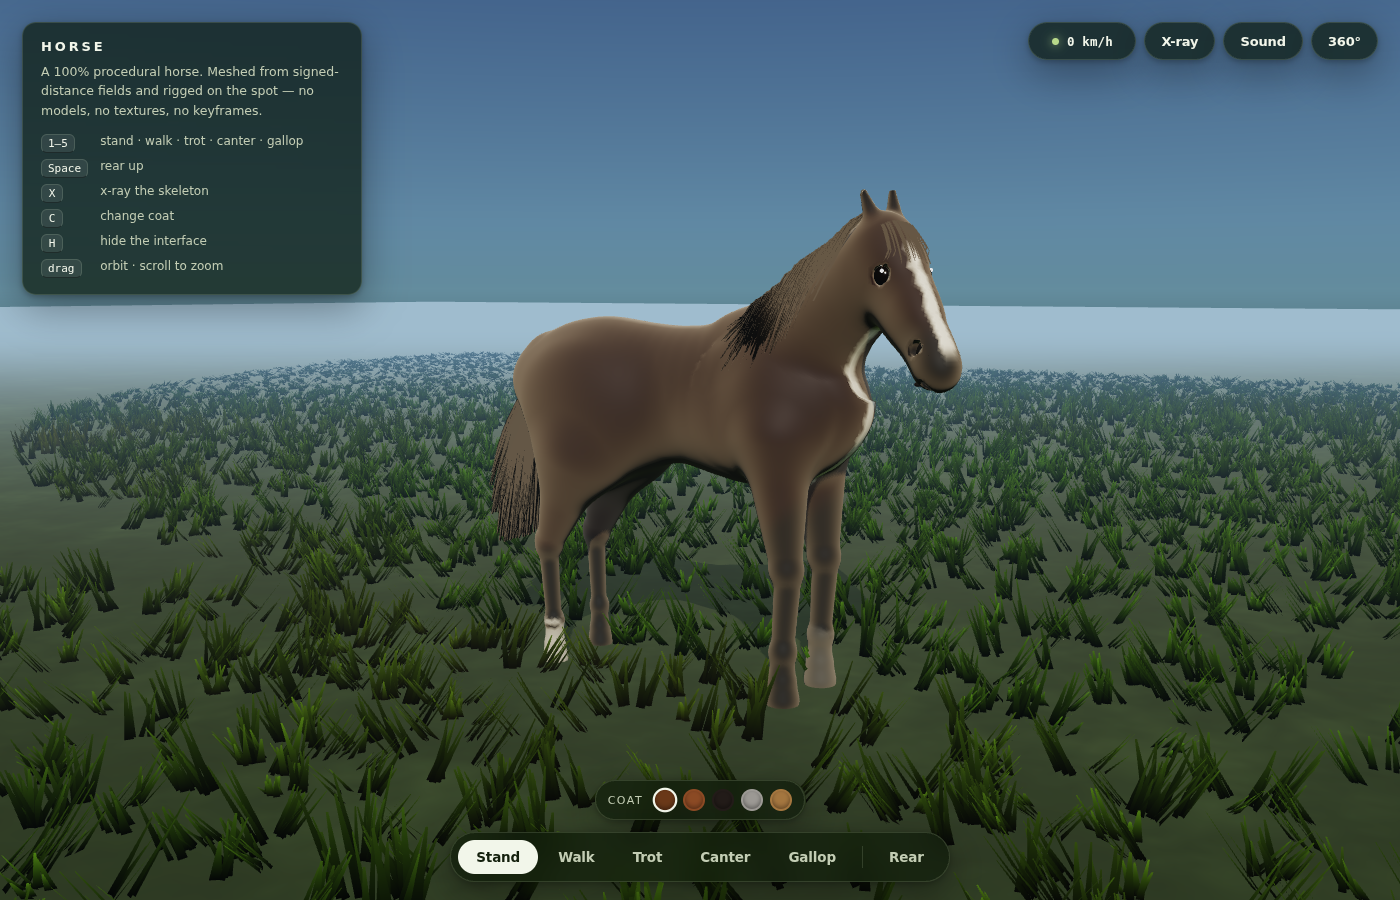 HORSE
A 100% procedural horse. Meshed from signed-
distance fields and rigged on the spot — no
models, no textures, no keyframes.
1–5 stand · walk · trot · canter · gallop
Space rear up
X x-ray the skeleton
C change coat
H hide the interface
drag orbit · scroll to zoom
0 km/h X-ray Sound 360°
COAT
Stand Walk Trot Canter Gallop Rear